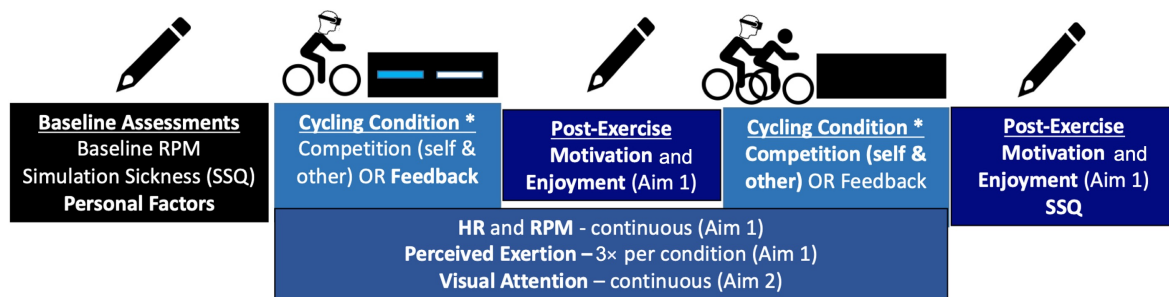 Baseline Assessments
Baseline RPM
Simulation Sickness (SSQ)
Personal Factors
Cycling Condition *
Competition (self &
other) OR Feedback
Post-Exercise
Motivation and
Enjoyment (Aim 1)
Cycling Condition *
Competition (self &
other) OR Feedback
Post-Exercise
Motivation and
Enjoyment (Aim 1)
SSQ
HR and RPM - continuous (Aim 1)
Perceived Exertion – 3× per condition (Aim 1)
Visual Attention – continuous (Aim 2)